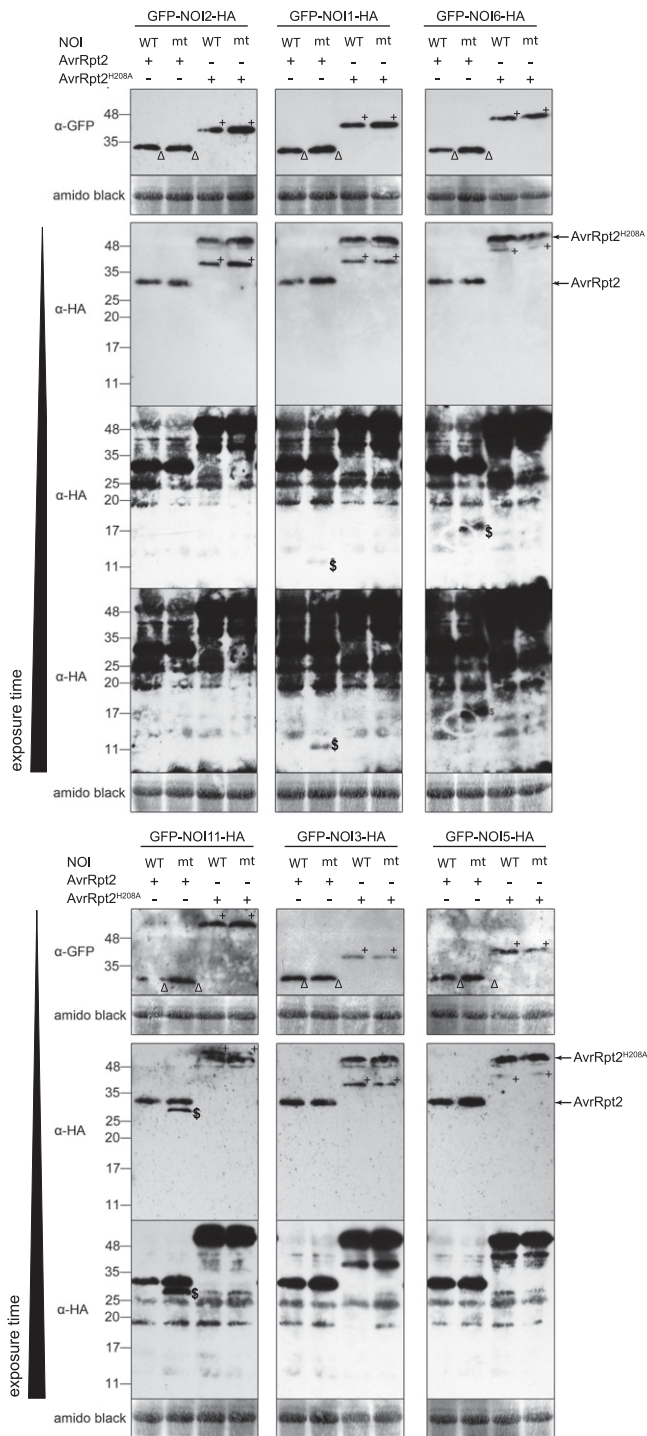 GFP-NOI2-HA GFP-NOI1-HA GFP-NOI6-HA
NOI WT mt WT mt WT mt WT mt WT mt WT mt
AvrRpt2 + + - - + + - - + + - -
AvrRpt2H208A - - + + - - + + - - + +
α-GFP 48 35 + + Δ Δ + + Δ Δ + + Δ Δ
amido black
exposure time
α-HA 48 35 25 20 17 11 + + + + + + AvrRpt2H208A AvrRpt2
α-HA 48 35 25 20 17 11 $ $
α-HA 48 35 25 20 17 11 $ $
amido black
GFP-NOI11-HA GFP-NOI3-HA GFP-NOI5-HA
NOI WT mt WT mt WT mt WT mt WT mt WT mt
AvrRpt2 + + - - + + - - + + - -
AvrRpt2H208A - - + + - - + + - - + +
α-GFP 48 35 + + Δ Δ + + Δ Δ + + Δ Δ
amido black
exposure time
α-HA 48 35 25 20 17 11 + + $ + + + + AvrRpt2H208A AvrRpt2
α-HA 48 35 25 20 17 11 $
amido black